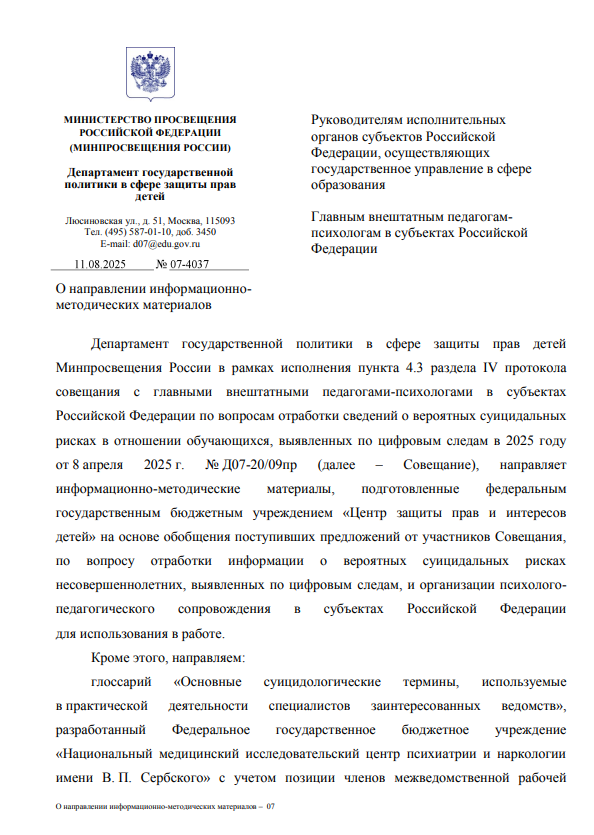 МИНИСТЕРСТВО ПРОСВЕЩЕНИЯ
РОССИЙСКОЙ ФЕДЕРАЦИИ
(МИНПРОСВЕЩЕНИЯ РОССИИ)
Департамент государственной
политики в сфере защиты прав
детей
Люсиновская ул., д. 51, Москва, 115093
Тел. (495) 587-01-10, доб. 3450
E-mail: d07@edu.gov.ru
11.08.2025 № 07-4037
О направлении информационно-
методических материалов
Руководителям исполнительных
органов субъектов Российской
Федерации, осуществляющих
государственное управление в сфере
образования
Главным внештатным педагогам-
психологам в субъектах Российской
Федерации
Департамент государственной политики в сфере защиты прав детей
Минпросвещения России в рамках исполнения пункта 4.3 раздела IV протокола
совещания с главными внештатными педагогами-психологами в субъектах
Российской Федерации по вопросам отработки сведений о вероятных суицидальных
рисках в отношении обучающихся, выявленных по цифровым следам в 2025 году
от 8 апреля 2025 г. № Д07-20/09пр (далее – Совещание), направляет
информационно-методические материалы, подготовленные федеральным
государственным бюджетным учреждением «Центр защиты прав и интересов
детей» на основе обобщения поступивших предложений от участников Совещания,
по вопросу отработки информации о вероятных суицидальных рисках
несовершеннолетних, выявленных по цифровым следам, и организации психолого-
педагогического сопровождения в субъектах Российской Федерации
для использования в работе.
Кроме этого, направляем:
глоссарий «Основные суицидологические термины, используемые
в практической деятельности специалистов заинтересованных ведомств»,
разработанный Федеральное государственное бюджетное учреждение
«Национальный медицинский исследовательский центр психиатрии и наркологии
имени В. П. Сербского» с учетом позиции членов межведомственной рабочей
О направлении информационно-методических материалов – 07